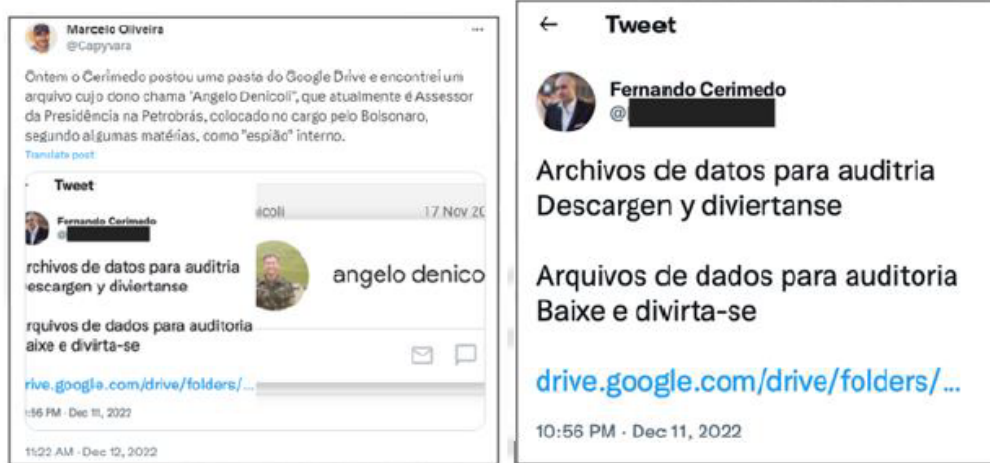 Marcelo Oliveira
@Capyvara
Ontem o Cerimedo postou uma pasta do Google Drive e encontrei um
arquivo cujo dono chama "Angelo Denicoli", que atualmente é Assessor
da Presidência na Petrobrás, colocado no cargo pelo Bolsonaro,
segundo algumas matérias, como "espião" interno.
Translate post
Tweet
Fernando Cerimedo
@
rchivos de datos para auditria
escargen y diviertanse
rquivos de dados para auditoria
aixe e divirta-se
rive.google.com/drive/folders/...
:56 PM · Dec 11, 2022
icoli
17 Nov 20
angelo denico
11:22 AM · Dec 12, 2022
← Tweet
Fernando Cerimedo
@
Archivos de datos para auditria
Descargen y diviertanse
Arquivos de dados para auditoria
Baixe e divirta-se
drive.google.com/drive/folders/...
10:56 PM · Dec 11, 2022